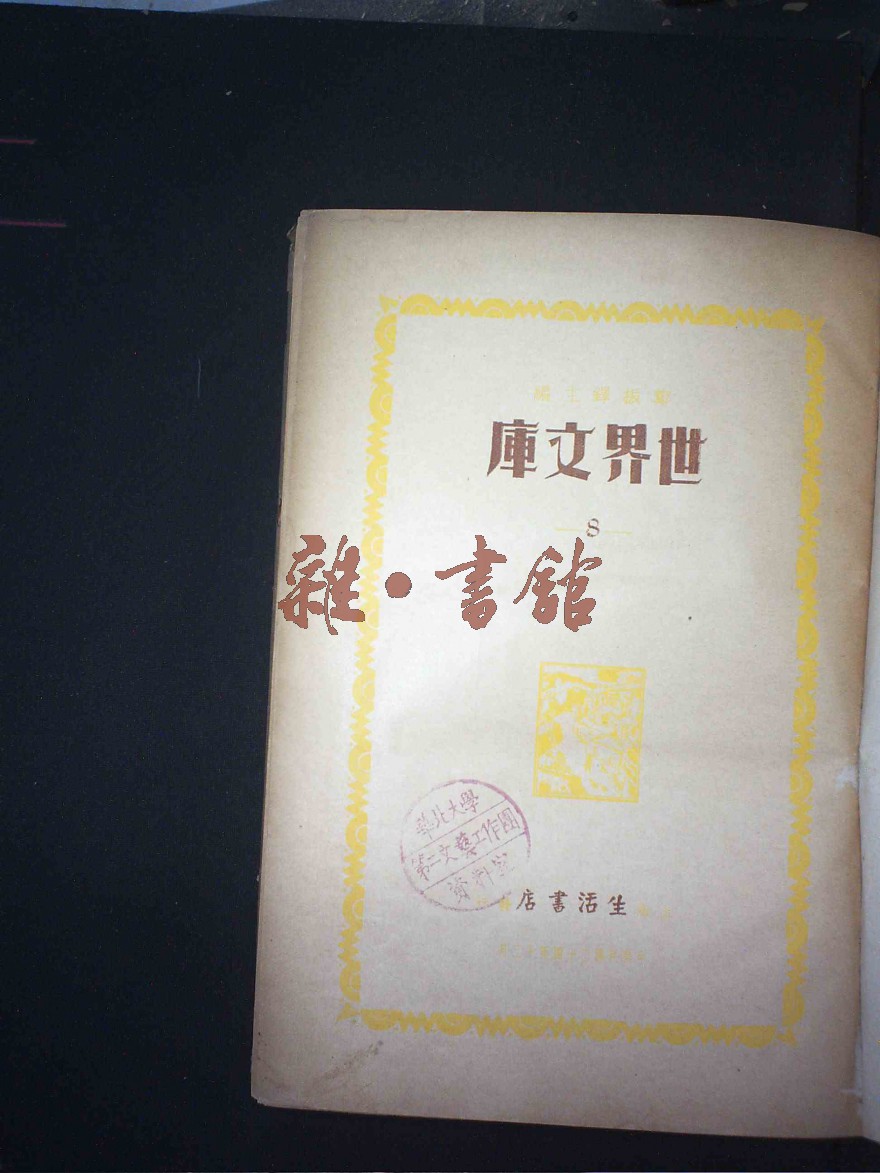 鄭振鐸主編
世界文庫
8
雜·書館
華北大學
第二文藝工作團
資料室
生活書店